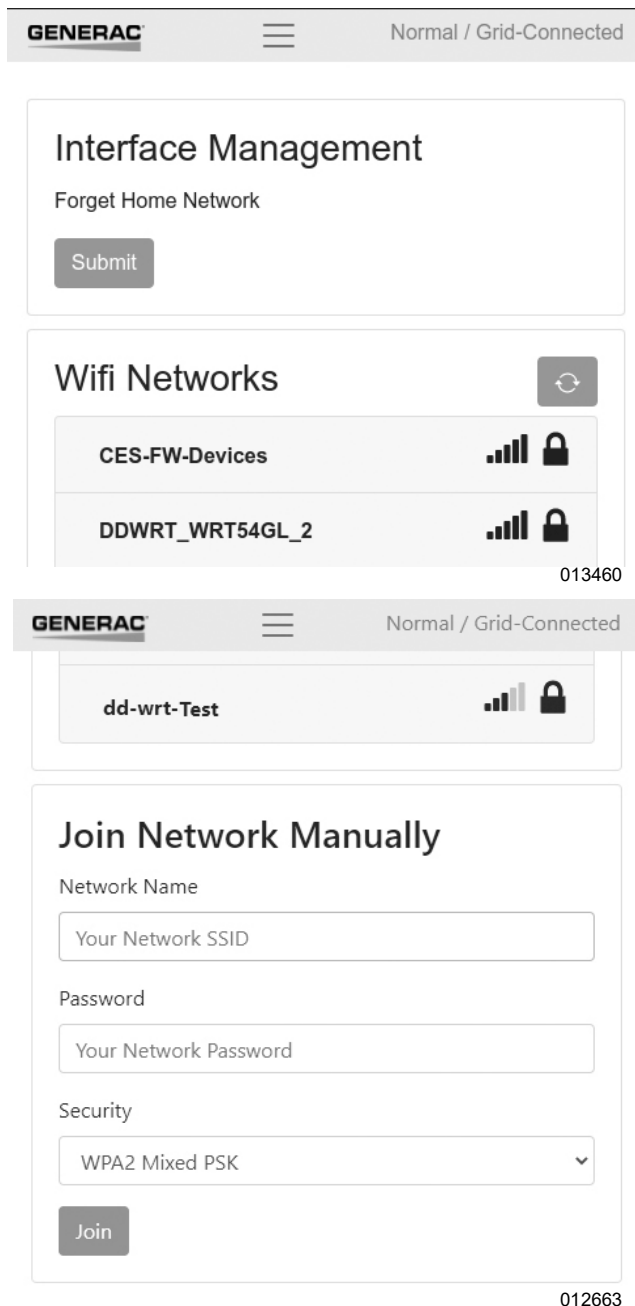 GENERAC Normal / Grid-Connected
Interface Management
Forget Home Network
Submit
Wifi Networks
CES-FW-Devices
DDWRT_WRT54GL_2
013460
GENERAC Normal / Grid-Connected
dd-wrt-Test
Join Network Manually
Network Name
Your Network SSID
Password
Your Network Password
Security
WPA2 Mixed PSK
Join
012663